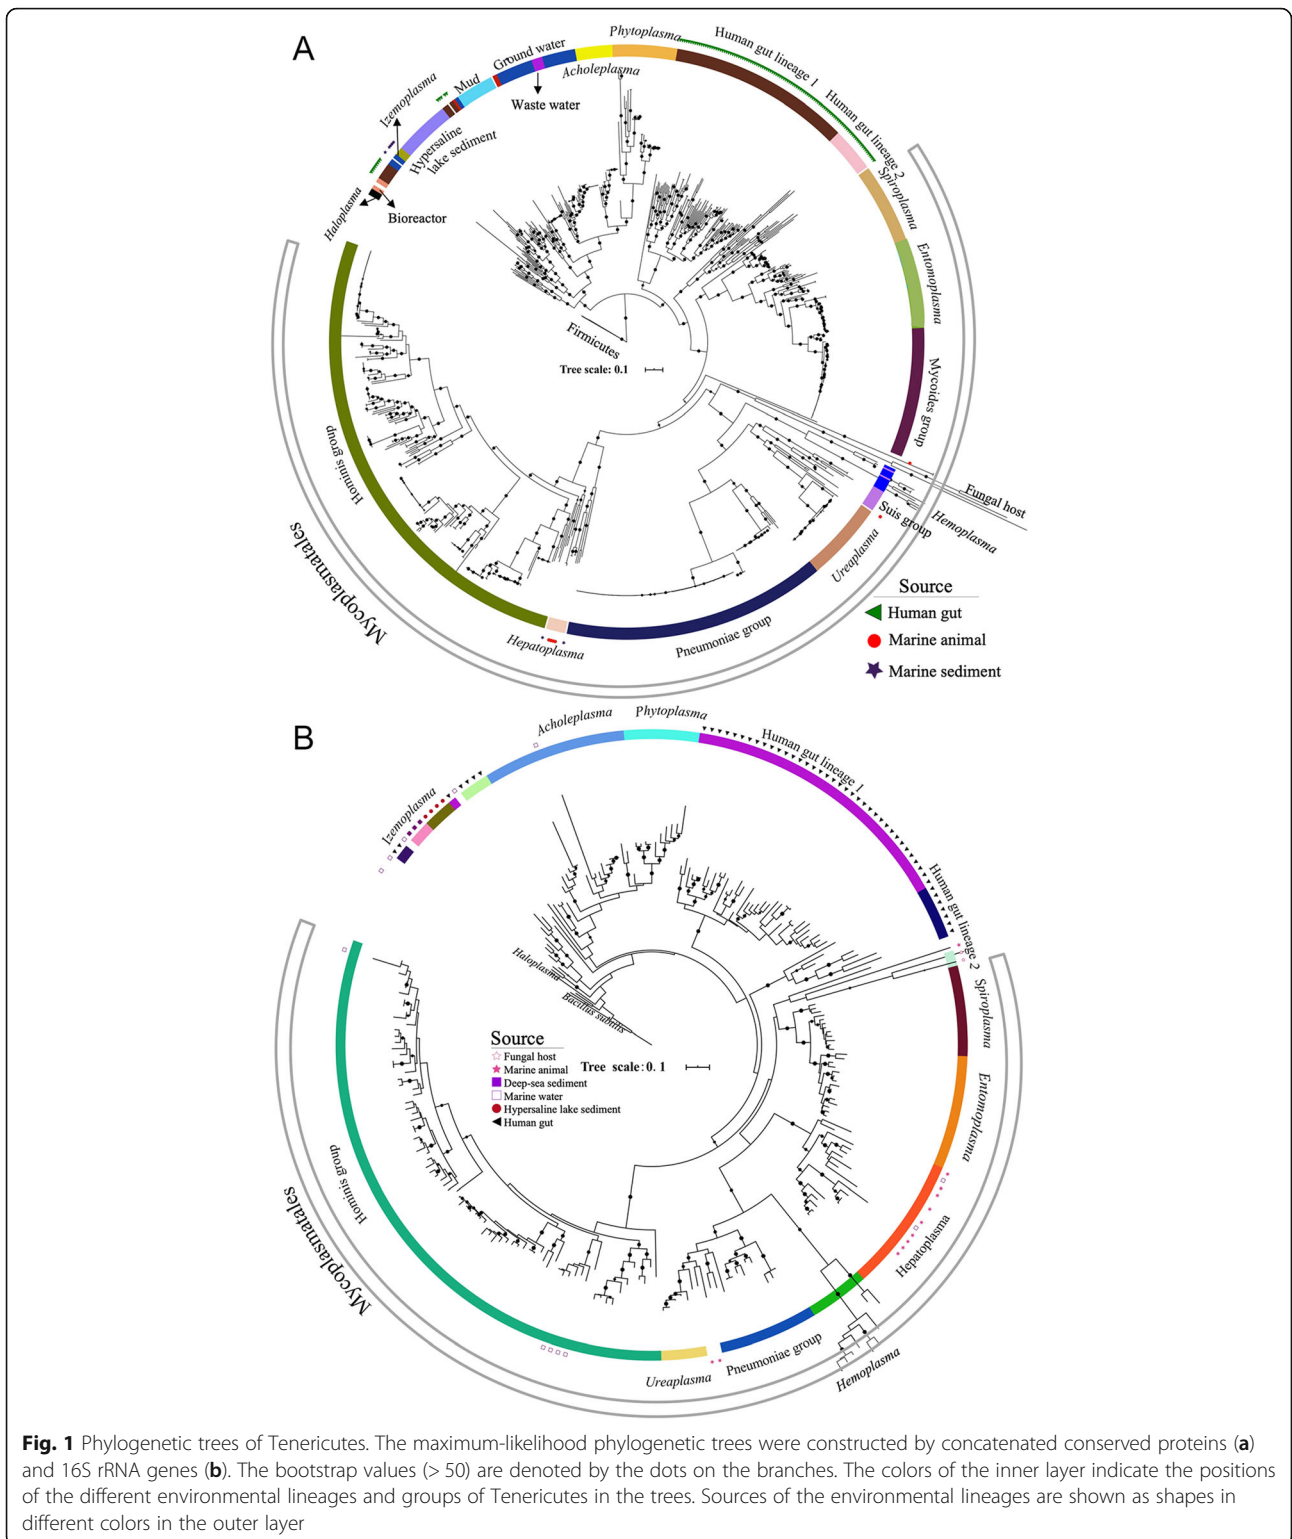 A
Phytoplasma
Human gut lineage 1
Ground water
Acholeplasma
Mud
Waste water
Izemoplasma
Human gut lineage 2
Hypersaline
lake sediment
Spiroplasma
Haloplasma
Bioreactor
Entomoplasma
Firmicutes
Tree scale: 0.1
Mycoides group
Hominis group
Fungal host
Suis group
Hemoplasma
Ureaplasma
Mycoplasmatales
Source
Human gut
Marine animal
Marine sediment
Pneumoniae group
Hepatoplasma
B
Acholeplasma
Phytoplasma
Human gut lineage 1
Izemoplasma
Human gut lineage 2
Haloplasma
Bacillus subtilis
Spiroplasma
Source
Fungal host
Marine animal
Deep-sea sediment
Marine water
Hypersaline lake sediment
Human gut
Tree scale: 0. 1
Entomoplasma
Hominis group
Mycoplasmatales
Hepatoplasma
Pneumoniae group
Ureaplasma
Hemoplasma
Fig. 1 Phylogenetic trees of Tenericutes. The maximum-likelihood phylogenetic trees were constructed by concatenated conserved proteins (a)
and 16S rRNA genes (b). The bootstrap values (> 50) are denoted by the dots on the branches. The colors of the inner layer indicate the positions
of the different environmental lineages and groups of Tenericutes in the trees. Sources of the environmental lineages are shown as shapes in
different colors in the outer layer